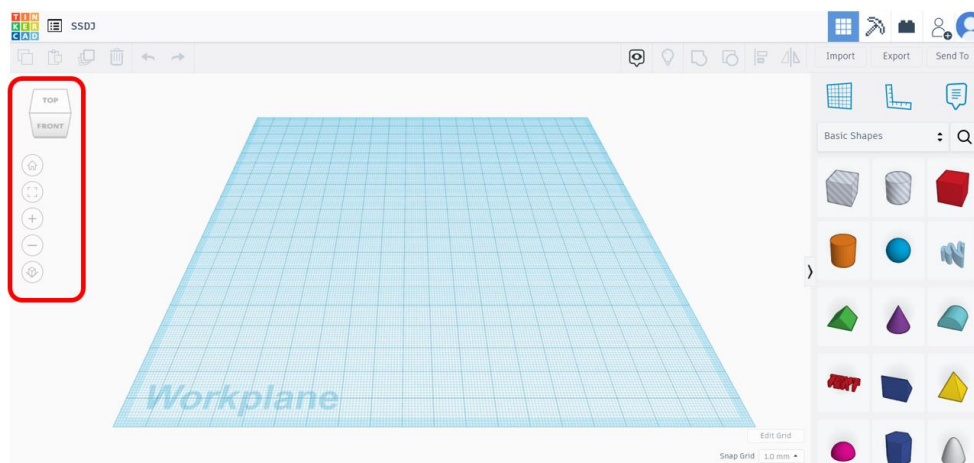 TIN
KER
CAD
SSDJ
Import Export Send To
TOP
FRONT
Basic Shapes
Workplane
Edit Grid
Snap Grid 1.0 mm